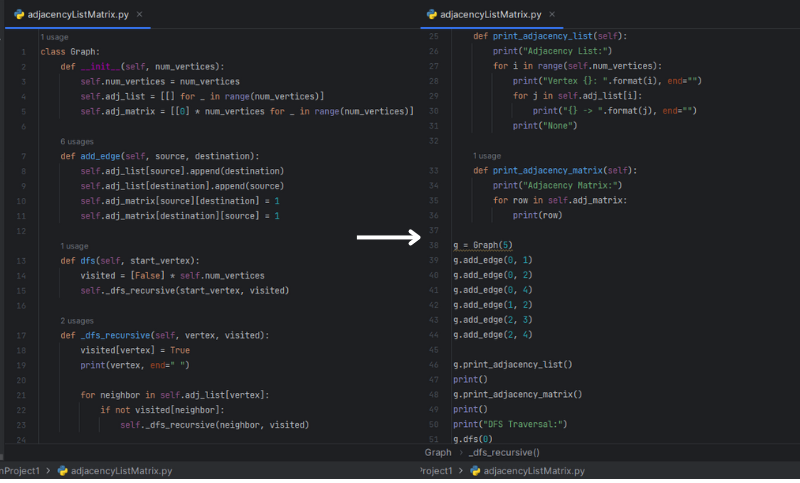 adjacencyListMatrix.py ×
1 usage
1 class Graph:
2     def __init__(self, num_vertices):
3         self.num_vertices = num_vertices
4         self.adj_list = [[] for _ in range(num_vertices)]
5         self.adj_matrix = [[0] * num_vertices for _ in range(num_vertices)]
6
6 usages
7     def add_edge(self, source, destination):
8         self.adj_list[source].append(destination)
9         self.adj_list[destination].append(source)
10         self.adj_matrix[source][destination] = 1
11         self.adj_matrix[destination][source] = 1
12
1 usage
13     def dfs(self, start_vertex):
14         visited = [False] * self.num_vertices
15         self._dfs_recursive(start_vertex, visited)
16
2 usages
17     def _dfs_recursive(self, vertex, visited):
18         visited[vertex] = True
19         print(vertex, end=" ")
20
21         for neighbor in self.adj_list[vertex]:
22             if not visited[neighbor]:
23                 self._dfs_recursive(neighbor, visited)
24
nProject1 > adjacencyListMatrix.py
adjacencyListMatrix.py ×
25     def print_adjacency_list(self):
26         print("Adjacency List:")
27         for i in range(self.num_vertices):
28             print("Vertex {}: ".format(i), end="")
29             for j in self.adj_list[i]:
30                 print("{} -> ".format(j), end="")
31             print("None")
32
1 usage
33     def print_adjacency_matrix(self):
34         print("Adjacency Matrix:")
35         for row in self.adj_matrix:
36             print(row)
37
38 g = Graph(5)
39 g.add_edge(0, 1)
40 g.add_edge(0, 2)
41 g.add_edge(0, 4)
42 g.add_edge(1, 2)
43 g.add_edge(2, 3)
44 g.add_edge(2, 4)
45
46 g.print_adjacency_list()
47 print()
48 g.print_adjacency_matrix()
49 print()
50 print("DFS Traversal:")
51 g.dfs(0)
Graph > _dfs_recursive()
Project1 > adjacencyListMatrix.py